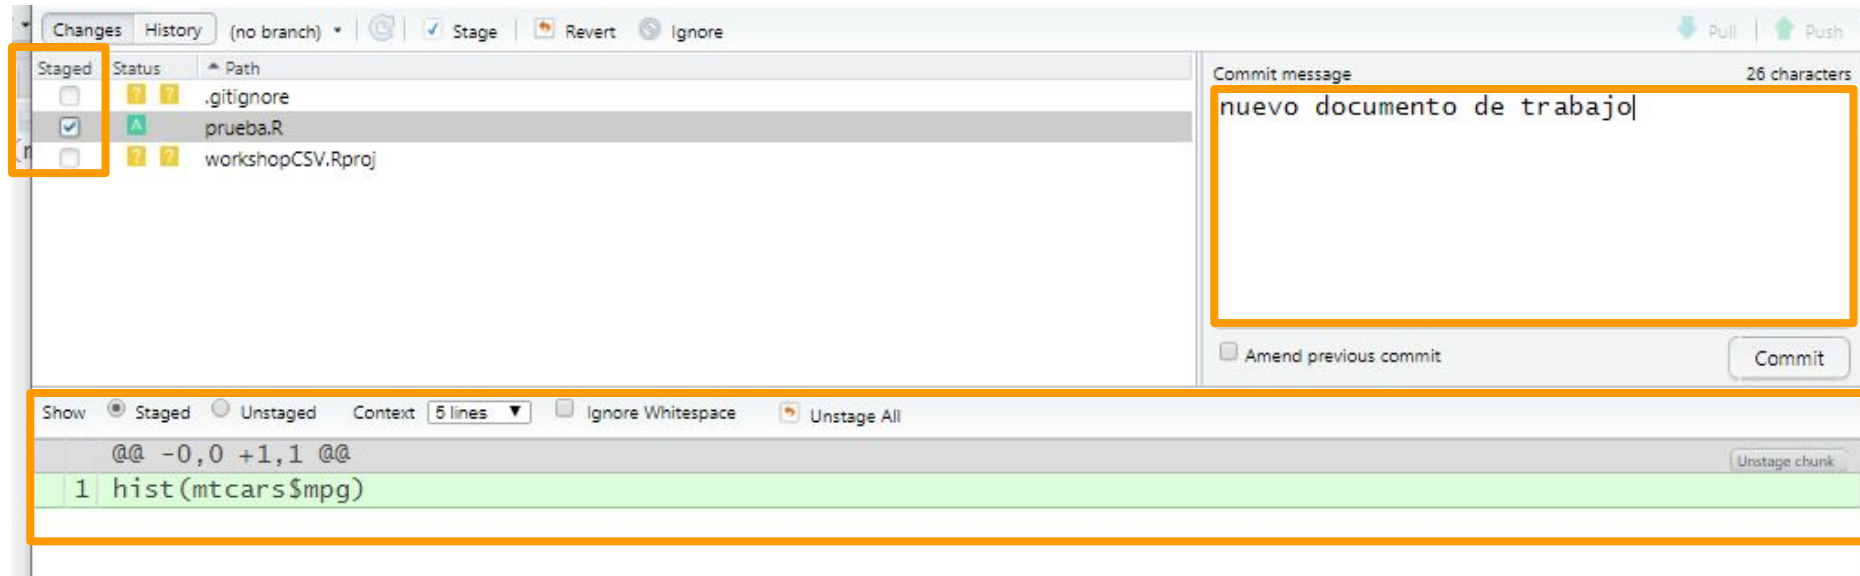 Changes History (no branch) Stage Revert Ignore Pull Push
Staged Status Path
.gitignore
prueba.R
workshopCSV.Rproj
Commit message 26 characters
nuevo documento de trabajo
Amend previous commit Commit
Show Staged Unstaged Context 5 lines Ignore Whitespace Unstage All
@@ -0,0 +1,1 @@ Unstage chunk
1 hist(mtcars$mpg)